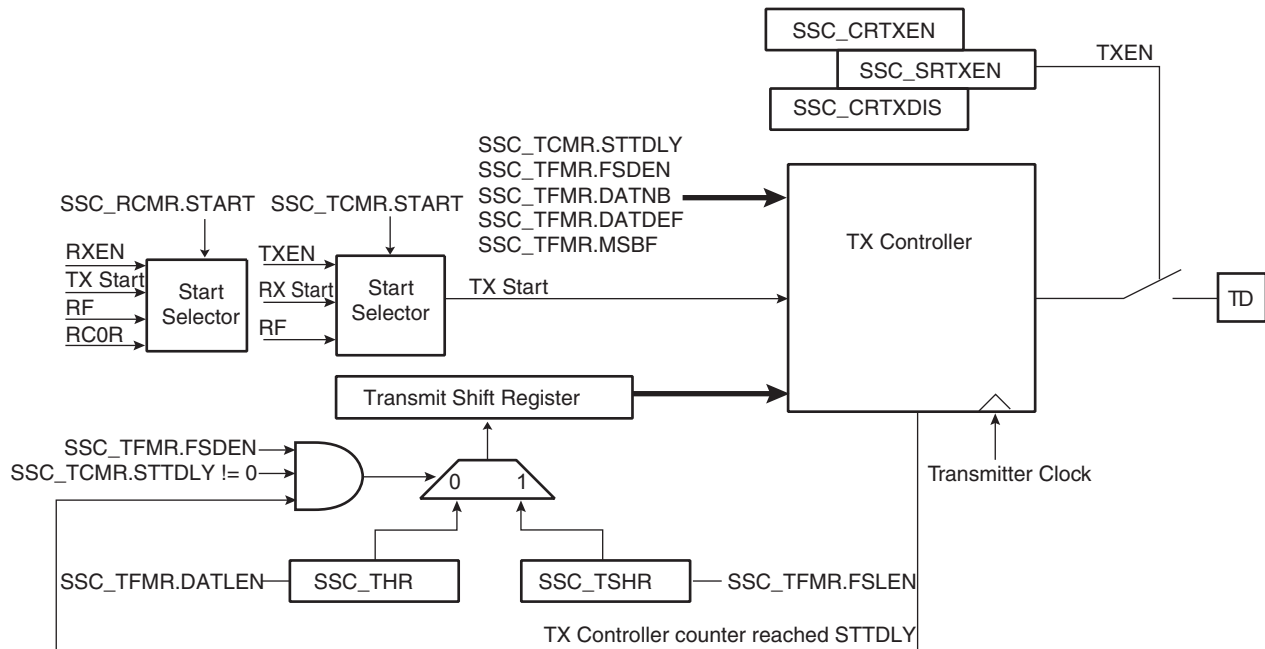 SSC_CRTXEN
SSC_SRTXEN
TXEN
SSC_CRTXDIS
SSC_TCMR.STTDLY
SSC_TFMR.FSDEN
SSC_TFMR.DATNB
SSC_TFMR.DATDEF
SSC_TFMR.MSBF
SSC_RCMR.START
SSC_TCMR.START
RXEN
TX Start
RF
RC0R
Start
Selector
TXEN
RX Start
RF
Start
Selector
TX Start
TX Controller
TD
Transmit Shift Register
Transmitter Clock
SSC_TFMR.FSDEN
SSC_TCMR.STTDLY != 0
0
1
SSC_TFMR.DATLEN
SSC_THR
SSC_TSHR
SSC_TFMR.FSLEN
TX Controller counter reached STTDLY